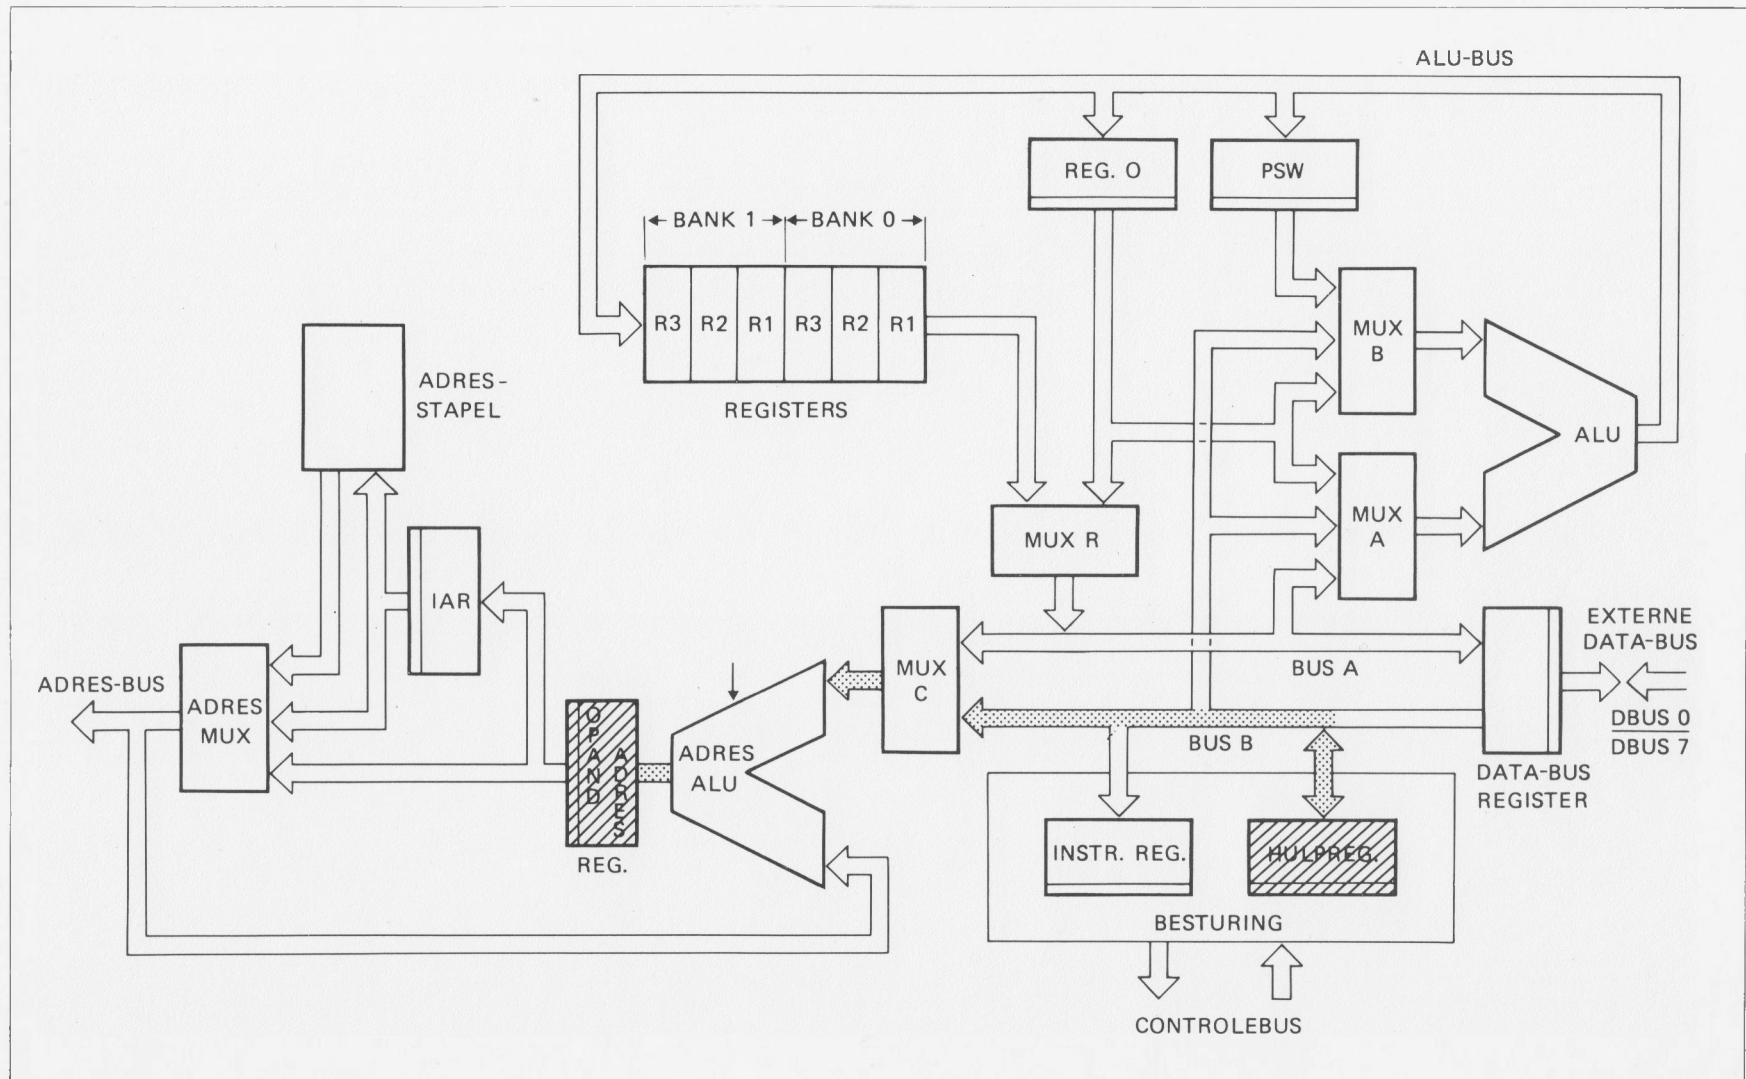 ALU-BUS
REG. O
PSW
BANK 1
BANK 0
R3
R2
R1
R3
R2
R1
REGISTERS
MUX
B
ALU
MUX
A
ADRES-
STAPEL
MUX R
IAR
EXTERNE
DATA-BUS
DBUS 0
DBUS 7
MUX
C
BUS A
BUS B
ADRES-BUS
ADRES
MUX
OPAND
ADRES
REG.
ADRES
ALU
DATA-BUS
REGISTER
INSTR. REG.
HULPREG.
BESTURING
CONTROLEBUS